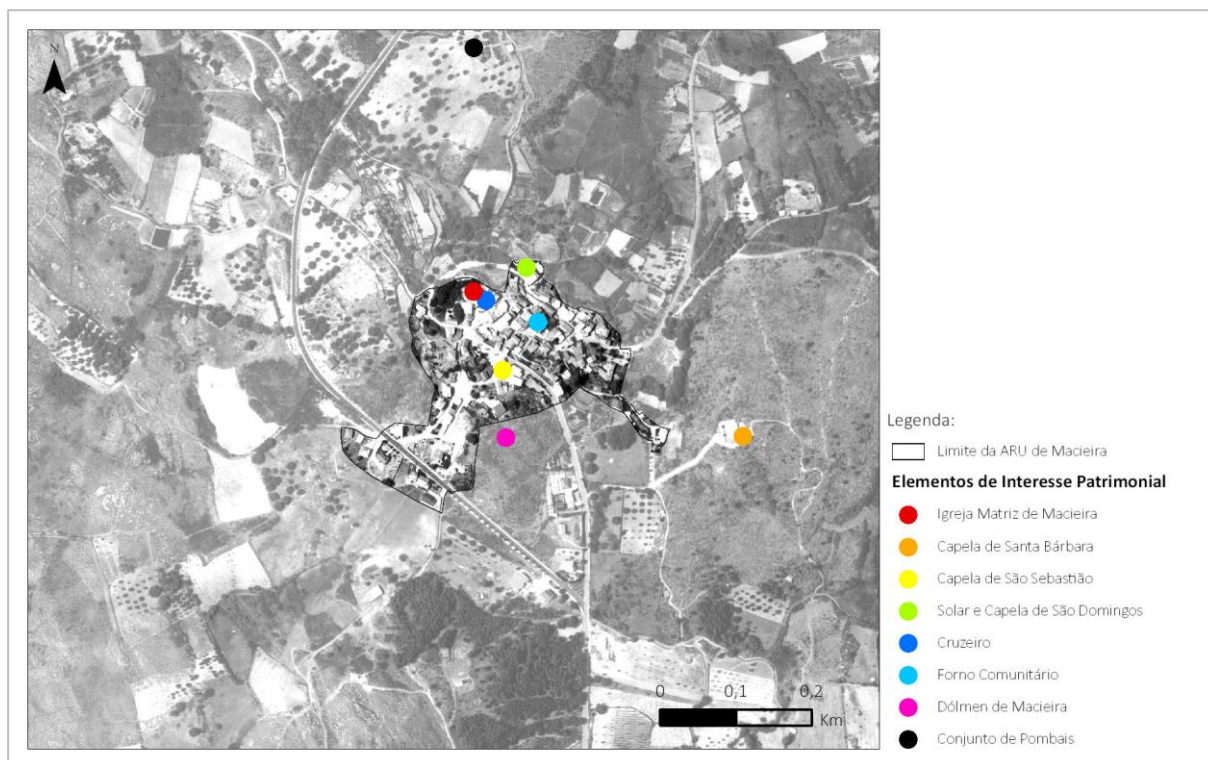 N
Legenda:
Limite da ARU de Macieira
Elementos de Interesse Patrimonial
Igreja Matriz de Macieira
Capela de Santa Bárbara
Capela de São Sebastião
Solar e Capela de São Domingos
Cruzeiro
Forno Comunitário
Dólmen de Macieira
Conjunto de Pombais
0 0,1 0,2
Km